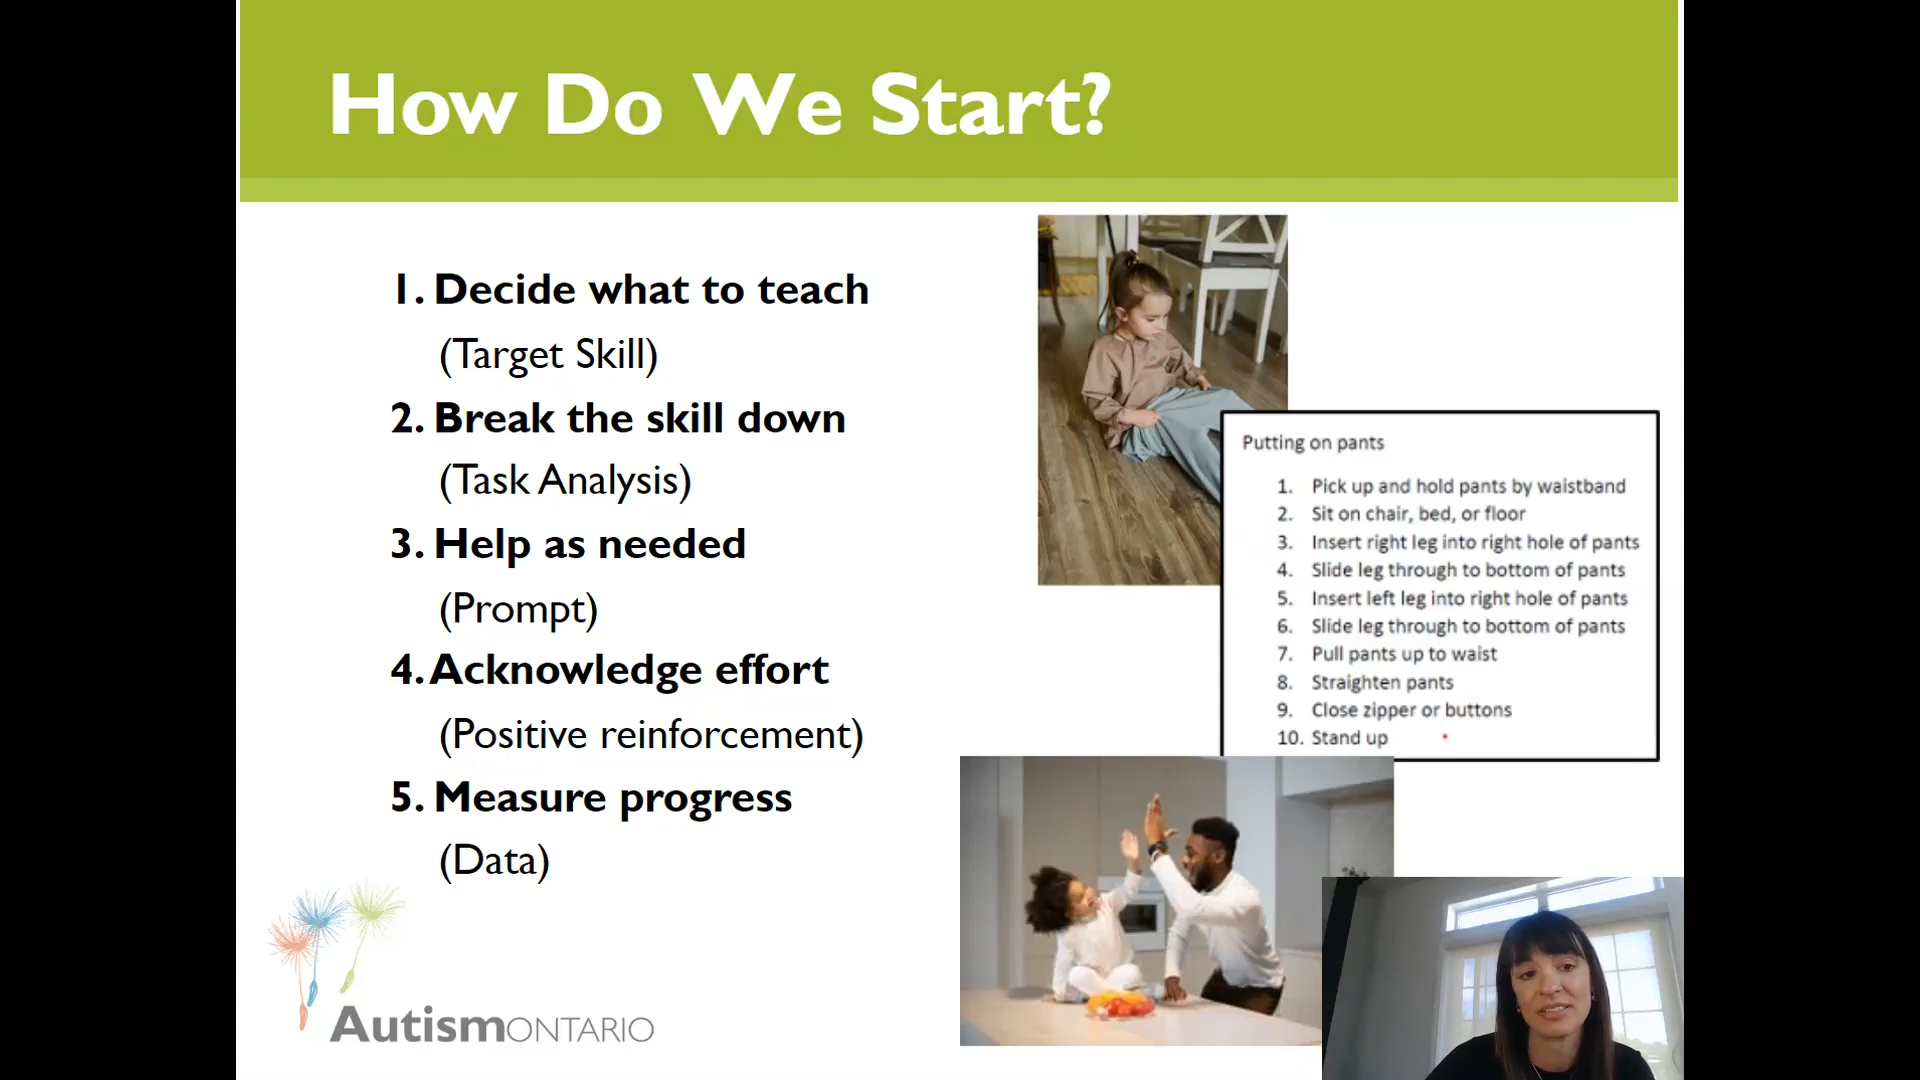 How Do We Start?
1. Decide what to teach
(Target Skill)
2. Break the skill down
(Task Analysis)
3. Help as needed
(Prompt)
4. Acknowledge effort
(Positive reinforcement)
5. Measure progress
(Data)
Putting on pants
1. Pick up and hold pants by waistband
2. Sit on chair, bed, or floor
3. Insert right leg into right hole of pants
4. Slide leg through to bottom of pants
5. Insert left leg into right hole of pants
6. Slide leg through to bottom of pants
7. Pull pants up to waist
8. Straighten pants
9. Close zipper or buttons
10. Stand up
AutismONTARIO